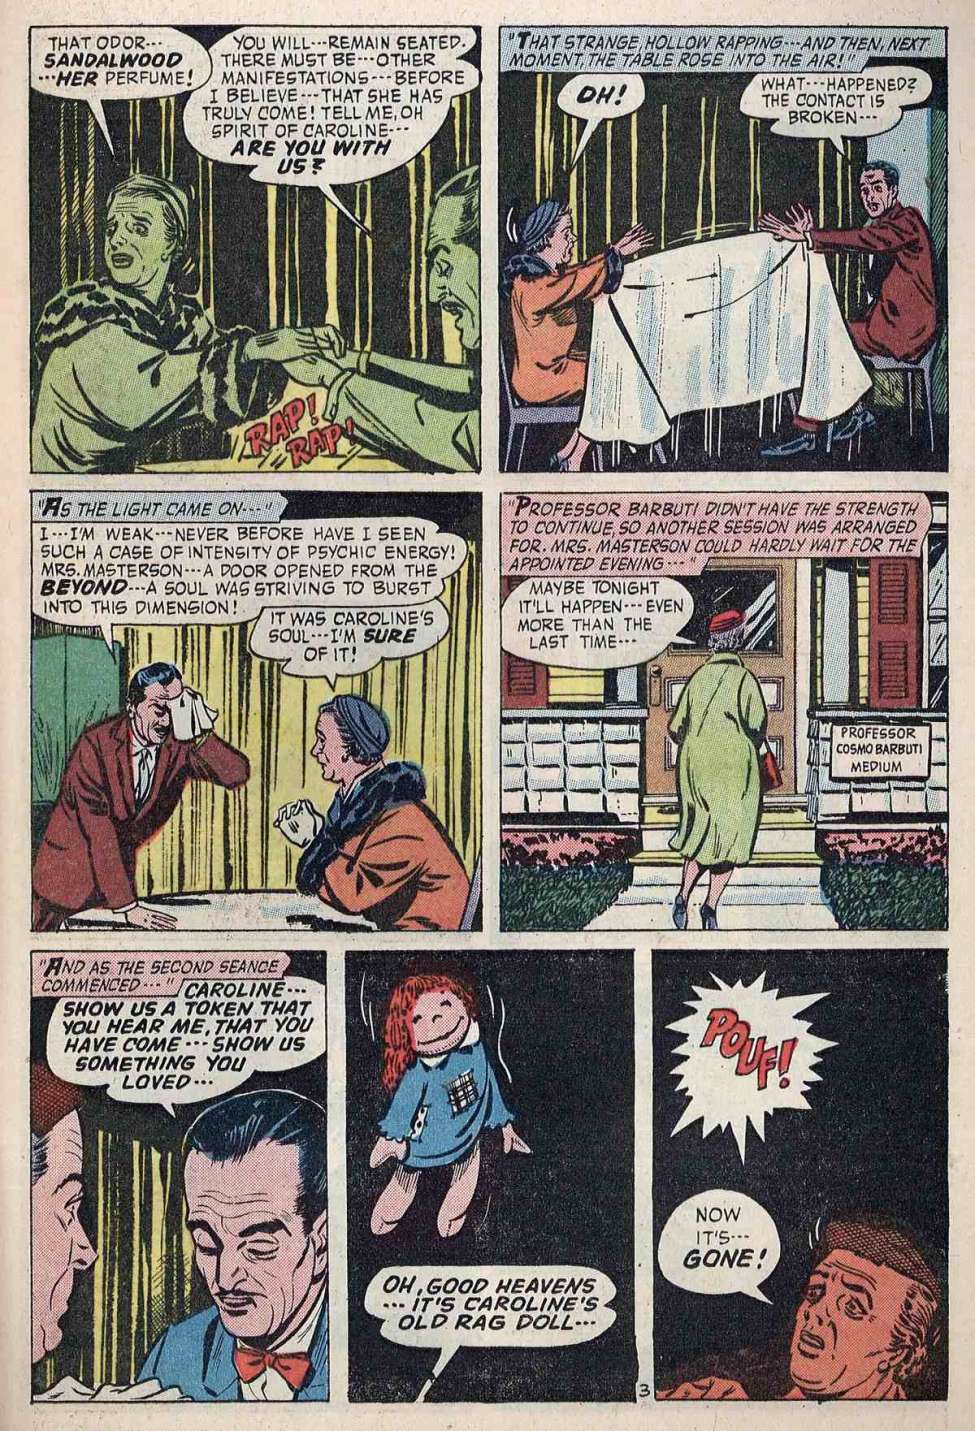 THAT ODOR---
SANDALWOOD
---HER PERFUME!
YOU WILL---REMAIN SEATED.
THERE MUST BE---OTHER
MANIFESTATIONS---BEFORE
I BELIEVE---THAT SHE HAS
TRULY COME! TELL ME, OH
SPIRIT OF CAROLINE---
ARE YOU WITH
US?
RAP!
RAP!
"THAT STRANGE, HOLLOW RAPPING---AND THEN, NEXT
MOMENT, THE TABLE ROSE INTO THE AIR!"
OH!
WHAT---HAPPENED?
THE CONTACT IS
BROKEN---
"AS THE LIGHT CAME ON---"
I---I'M WEAK---NEVER BEFORE HAVE I SEEN
SUCH A CASE OF INTENSITY OF PSYCHIC ENERGY!
MRS. MASTERSON---A DOOR OPENED FROM THE
BEYOND---A SOUL WAS STRIVING TO BURST
INTO THIS DIMENSION!
IT WAS CAROLINE'S
SOUL---I'M SURE
OF IT!
"PROFESSOR BARBUTI DIDN'T HAVE THE STRENGTH
TO CONTINUE, SO ANOTHER SESSION WAS ARRANGED
FOR. MRS. MASTERSON COULD HARDLY WAIT FOR THE
APPOINTED EVENING---"
MAYBE TONIGHT
IT'LL HAPPEN---EVEN
MORE THAN THE
LAST TIME---
PROFESSOR
COSMO BARBUTI
MEDIUM
"AND AS THE SECOND SEANCE
COMMENCED---"
CAROLINE---
SHOW US A TOKEN THAT
YOU HEAR ME, THAT YOU
HAVE COME---SHOW US
SOMETHING YOU
LOVED---
OH, GOOD HEAVENS
---IT'S CAROLINE'S
OLD RAG DOLL---
3
POUF!
NOW
IT'S---
GONE!